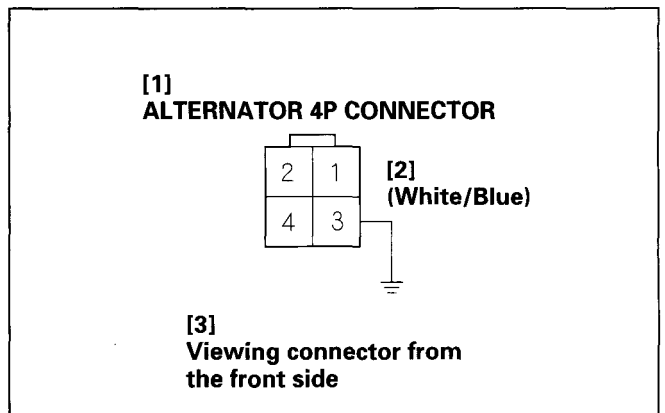 [1]
ALTERNATOR 4P CONNECTOR
2 1
[2]
(White/Blue)
4 3
[3]
Viewing connector from
the front side